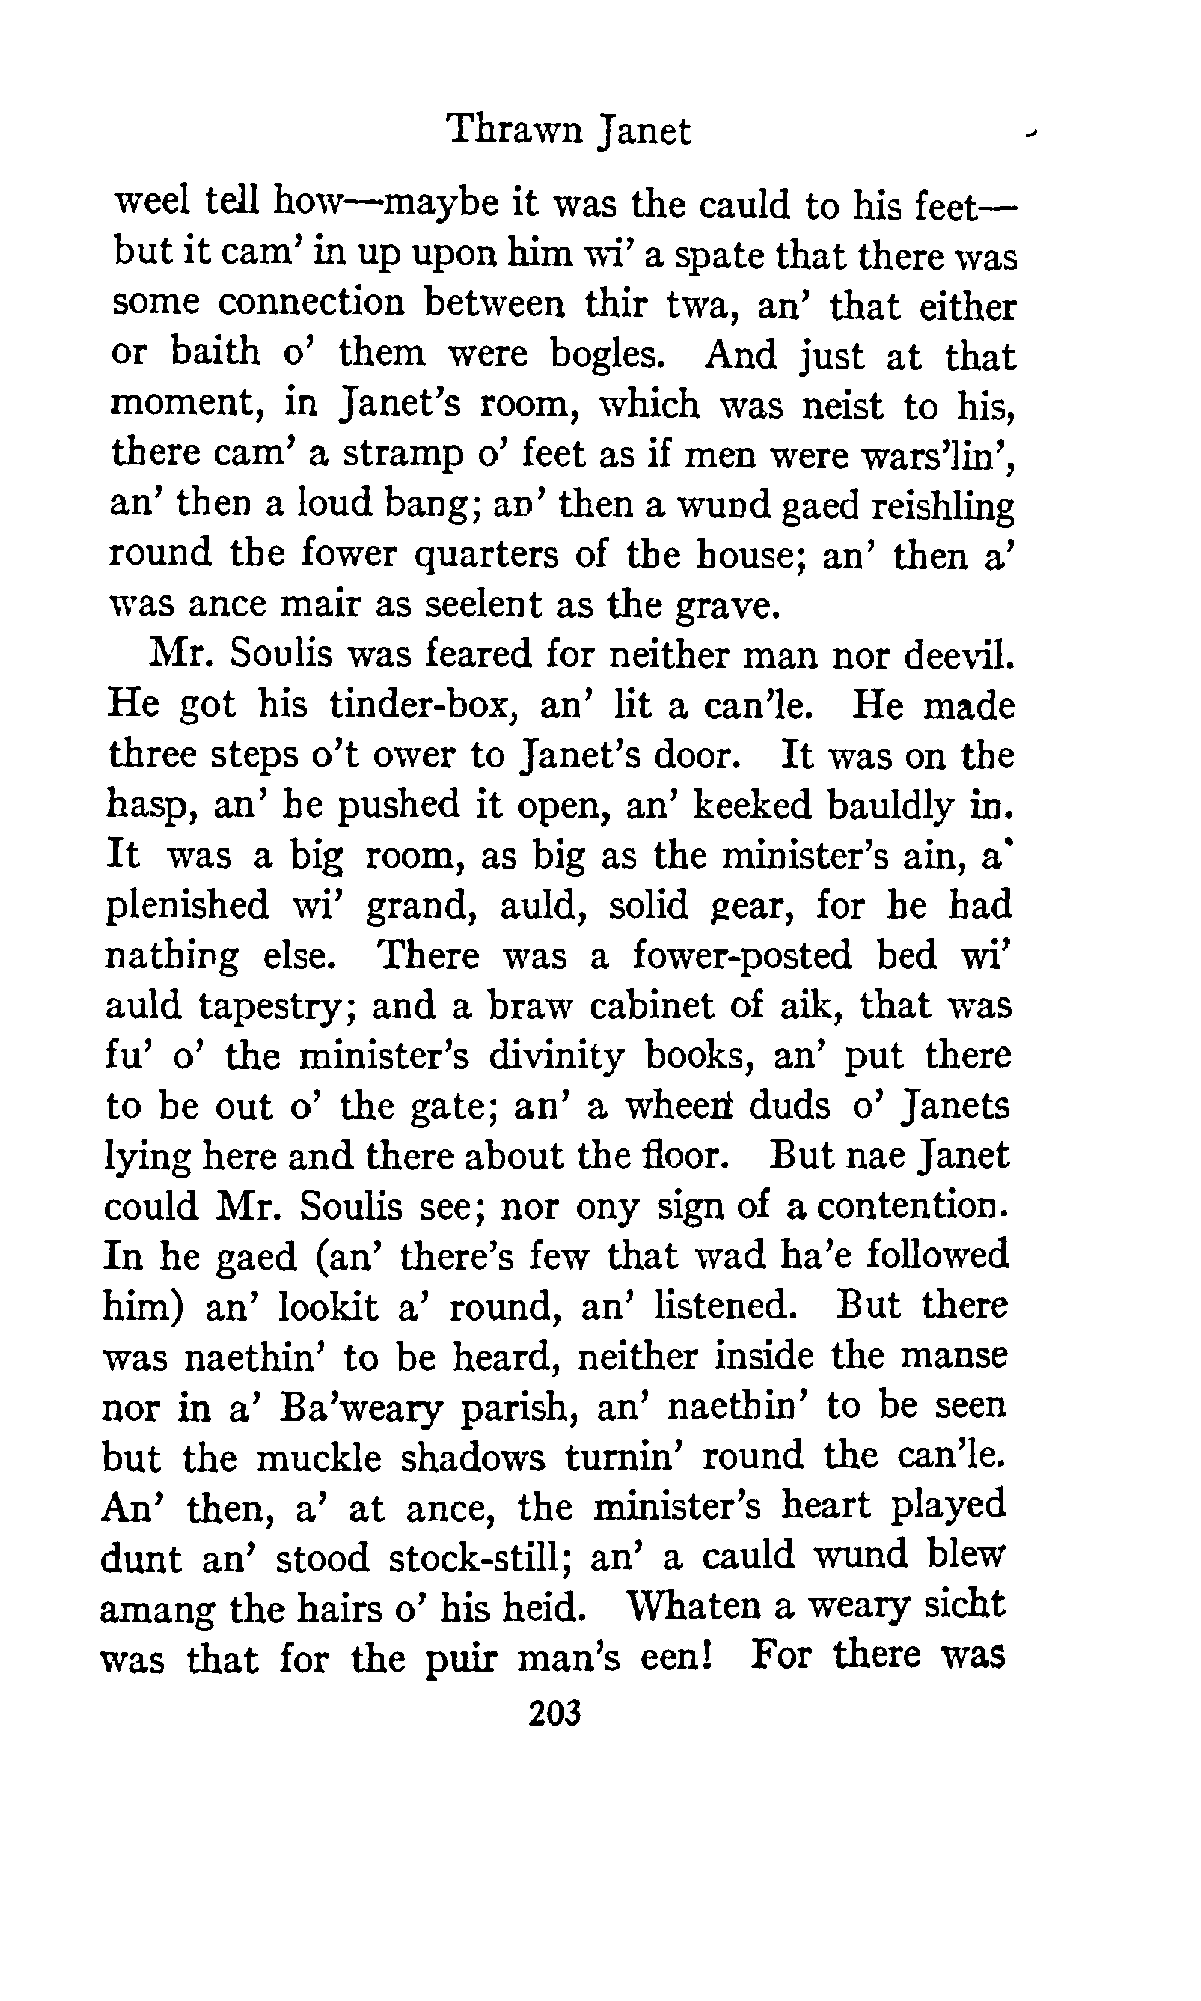 Thrawn Janet
weel tell how—maybe it was the cauld to his feet—
but it cam' in up upon him wi' a spate that there was
some connection between thir twa, an' that either
or baith o' them were bogles. And just at that
moment, in Janet's room, which was neist to his,
there cam' a stramp o' feet as if men were wars'lin',
an' then a loud bang; an' then a wund gaed reishling
round the fower quarters of the house; an' then a'
was ance mair as seelent as the grave.
Mr. Soulis was feared for neither man nor deevil.
He got his tinder-box, an' lit a can'le. He made
three steps o't ower to Janet's door. It was on the
hasp, an' he pushed it open, an' keeked bauldly in.
It was a big room, as big as the minister's ain, a'
plenished wi' grand, auld, solid gear, for he had
nathing else. There was a fower-posted bed wi'
auld tapestry; and a braw cabinet of aik, that was
fu' o' the minister's divinity books, an' put there
to be out o' the gate; an' a wheen duds o' Janets
lying here and there about the floor. But nae Janet
could Mr. Soulis see; nor ony sign of a contention.
In he gaed (an' there's few that wad ha'e followed
him) an' lookit a' round, an' listened. But there
was naethin' to be heard, neither inside the manse
nor in a' Ba'weary parish, an' naethin' to be seen
but the muckle shadows turnin' round the can'le.
An' then, a' at ance, the minister's heart played
dunt an' stood stock-still; an' a cauld wund blew
amang the hairs o' his heid. Whaten a weary sicht
was that for the puir man's een! For there was
203